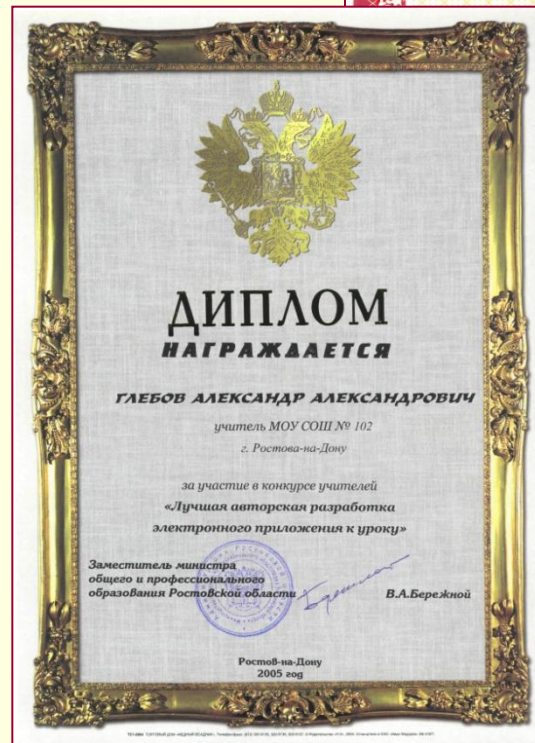 ДИПЛОМ
НАГРАЖДАЕТСЯ
ГЛЕБОВ АЛЕКСАНДР АЛЕКСАНДРОВИЧ
учитель МОУ СОШ № 102
г. Ростова-на-Дону
за участие в конкурсе учителей
«Лучшая авторская разработка
электронного приложения к уроку»
Заместитель министра
общего и профессионального
образования Ростовской области
В.А.Бережной
Ростов-на-Дону
2005 год